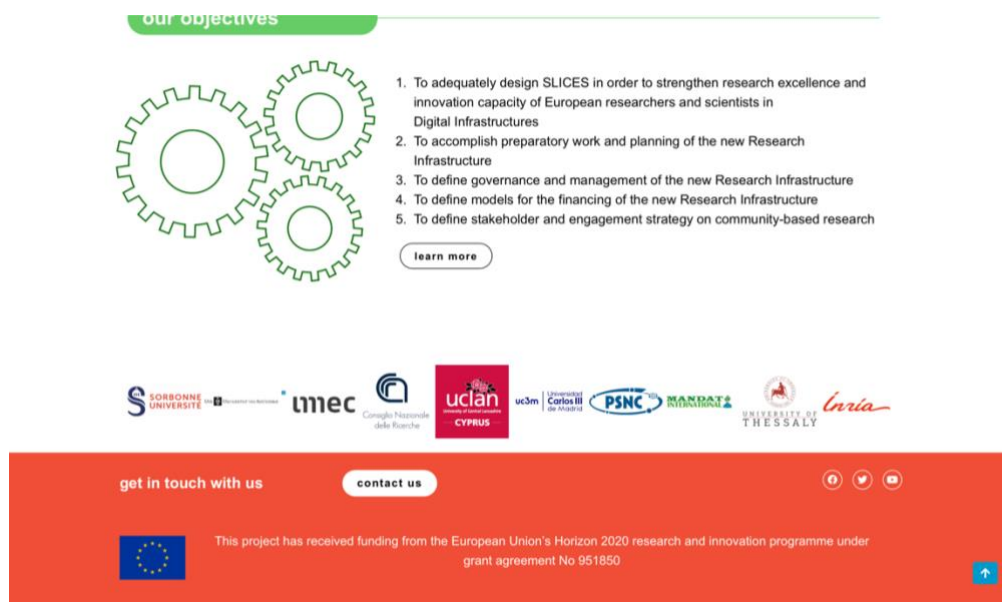 our objectives
1. To adequately design SLICES in order to strengthen research excellence and
innovation capacity of European researchers and scientists in
Digital Infrastructures
2. To accomplish preparatory work and planning of the new Research
Infrastructure
3. To define governance and management of the new Research Infrastructure
4. To define models for the financing of the new Research Infrastructure
5. To define stakeholder and engagement strategy on community-based research
learn more
SORBONNE
UNIVERSITÉ
imec
Consiglio Nazionale
delle Ricerche
uclan
University of Central Lancashire
CYPRUS
uc3m
Universidad
Carlos III
de Madrid
PSNC
MANDAT
INTERNATIONAL
UNIVERSITY OF
THESSALY
Inria
get in touch with us
contact us
This project has received funding from the European Union's Horizon 2020 research and innovation programme under
grant agreement No 951850